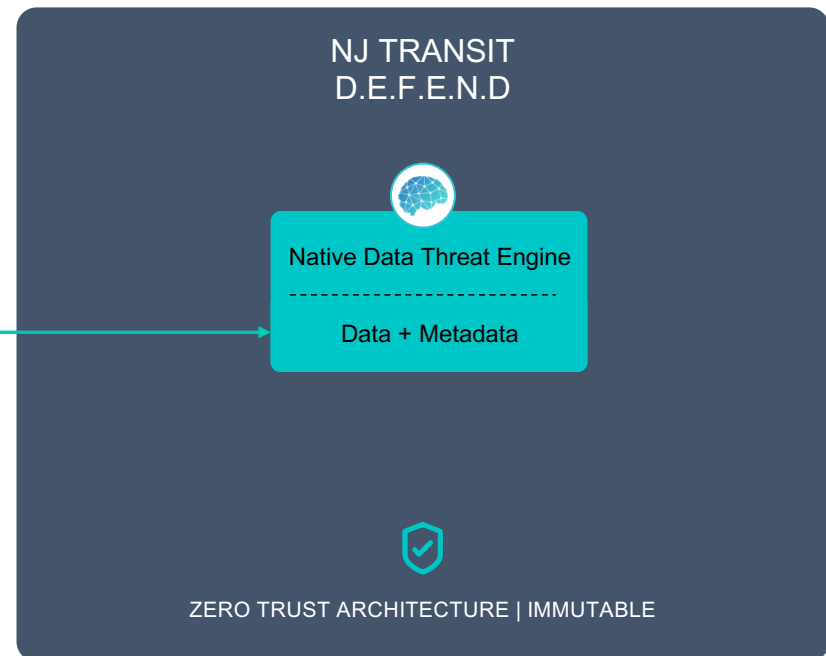 NJ TRANSIT
D.E.F.E.N.D
Native Data Threat Engine
Data + Metadata
ZERO TRUST ARCHITECTURE | IMMUTABLE